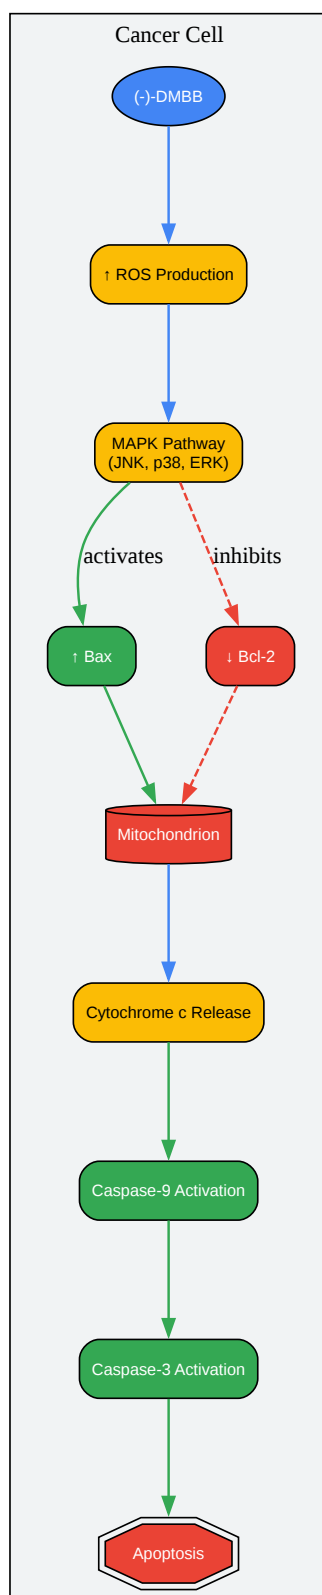 Cancer Cell
(-)-DMBB
↑ ROS Production
MAPK Pathway
(JNK, p38, ERK)
activates
inhibits
↑ Bax
↓ Bcl-2
Mitochondrion
Cytochrome c Release
Caspase-9 Activation
Caspase-3 Activation
Apoptosis